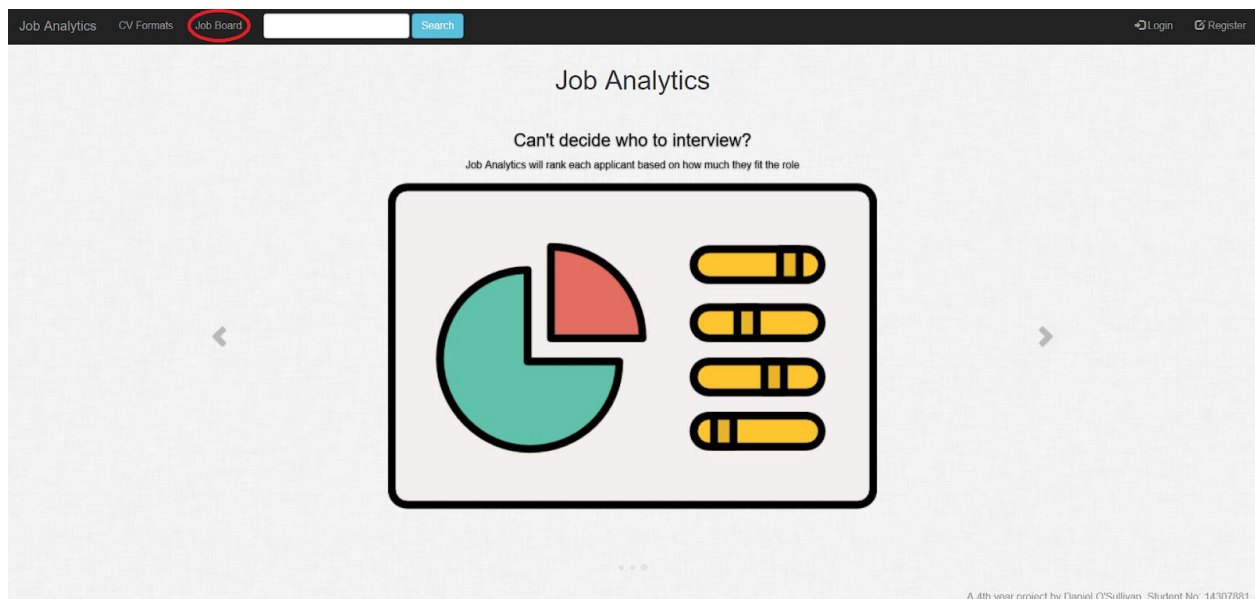 Job Analytics CV Formats Job Board Search Login Register
Job Analytics
Can't decide who to interview?
Job Analytics will rank each applicant based on how much they fit the role
A 4th year project by Daniel O'Sullivan, Student No: 14307881